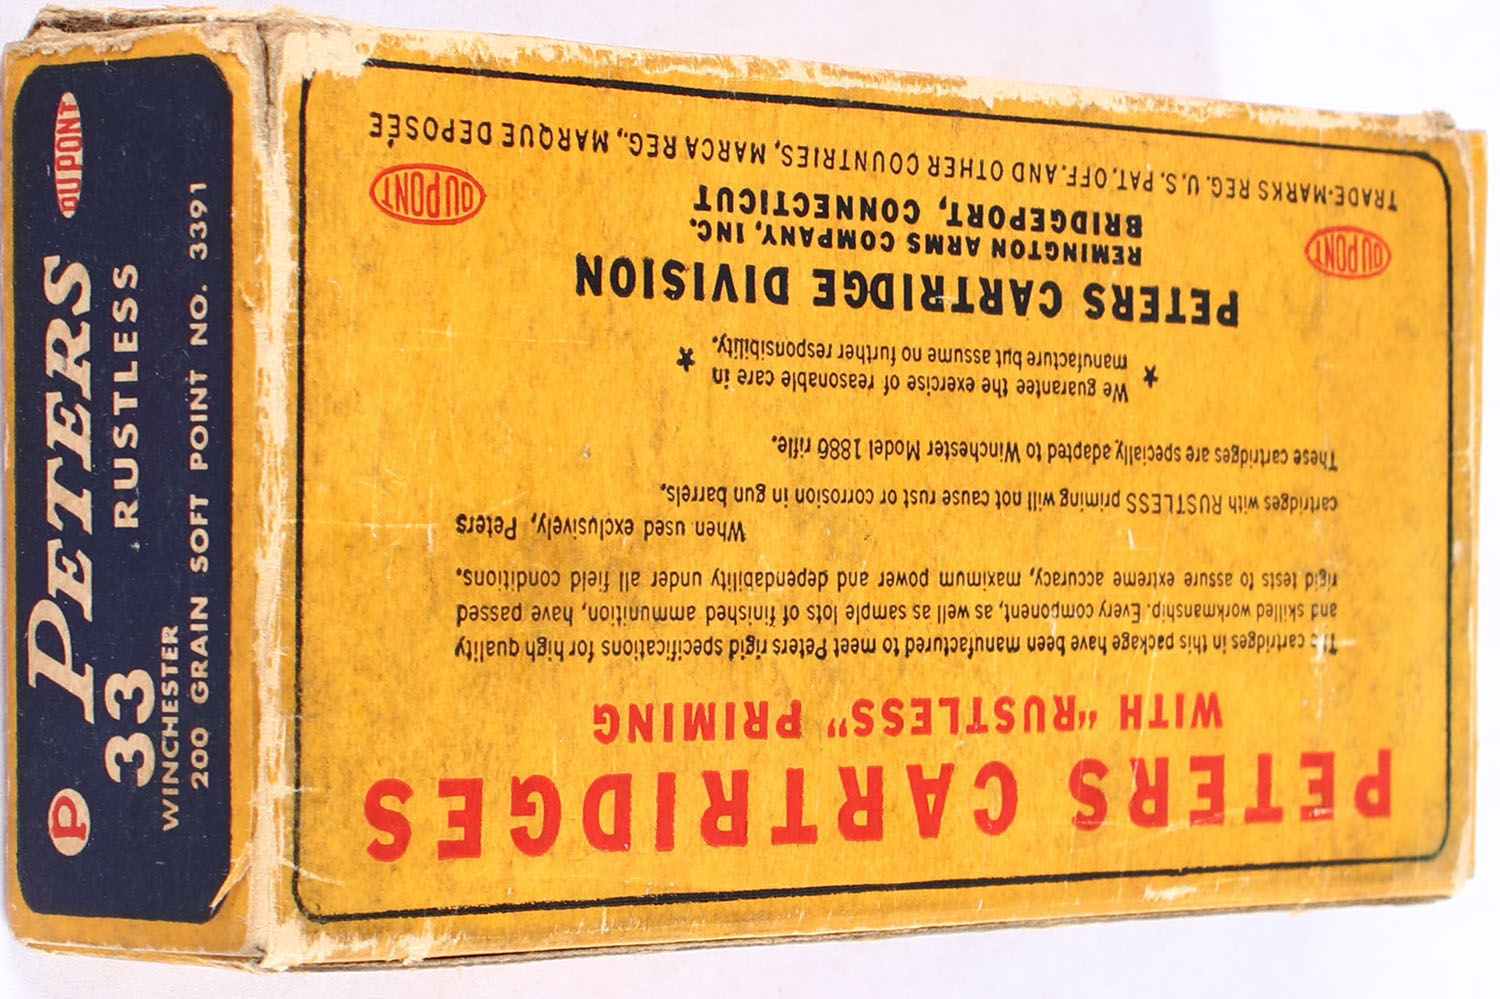 PETERS CARTRIDGES
WITH "RUSTLESS" PRIMING
The cartridges in this package have been manufactured to meet Peters rigid specifications for high quality
and skilled workmanship. Every component, as well as sample lots of finished ammunition, have passed
rigid tests to assure extreme accuracy, maximum power and dependability under all field conditions.
When used exclusively, Peters
cartridges with RUSTLESS priming will not cause rust or corrosion in gun barrels.
These cartridges are specially adapted to Winchester Model 1886 rifle.
We guarantee the exercise of reasonable care in
manufacture but assume no further responsibility.
PETERS CARTRIDGE DIVISION
REMINGTON ARMS COMPANY, INC.
BRIDGEPORT, CONNECTICUT
DU PONT
DU PONT
TRADE-MARKS REG. U.S. PAT. OFF. AND OTHER COUNTRIES, MARCA REG., MARQUE DEPOSÉE
P PETERS DUPONT
33 RUSTLESS
WINCHESTER
200 GRAIN SOFT POINT NO. 3391